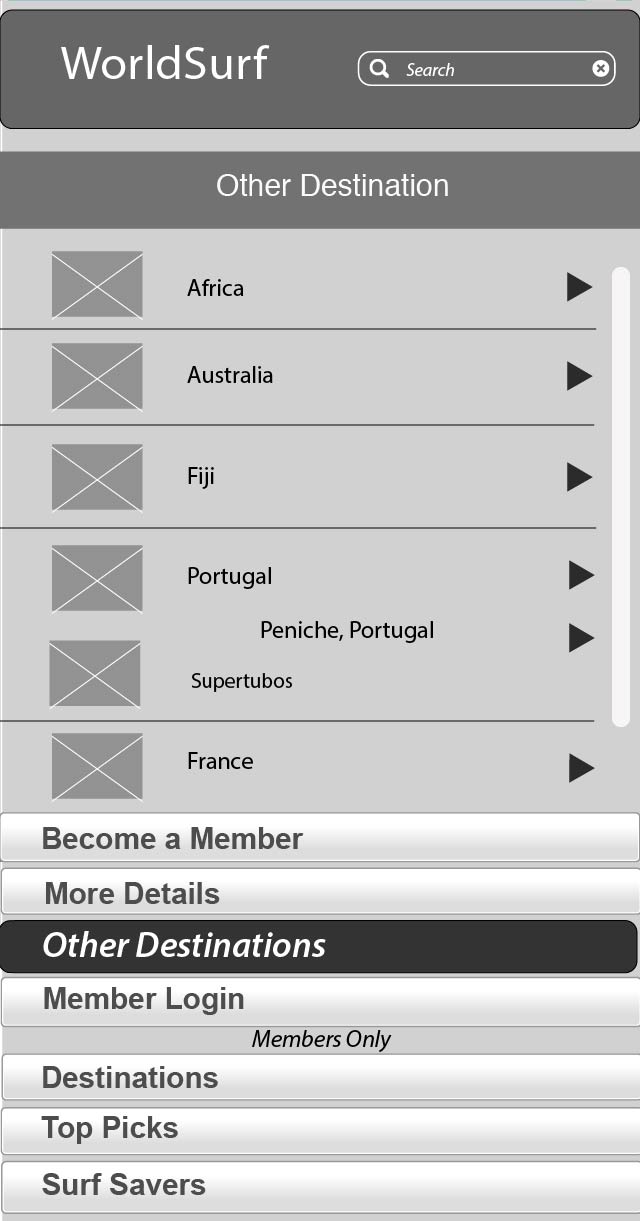 WorldSurf
Search
Other Destination
Africa
Australia
Fiji
Portugal
Peniche, Portugal
Supertubos
France
Become a Member
More Details
Other Destinations
Member Login
Members Only
Destinations
Top Picks
Surf Savers